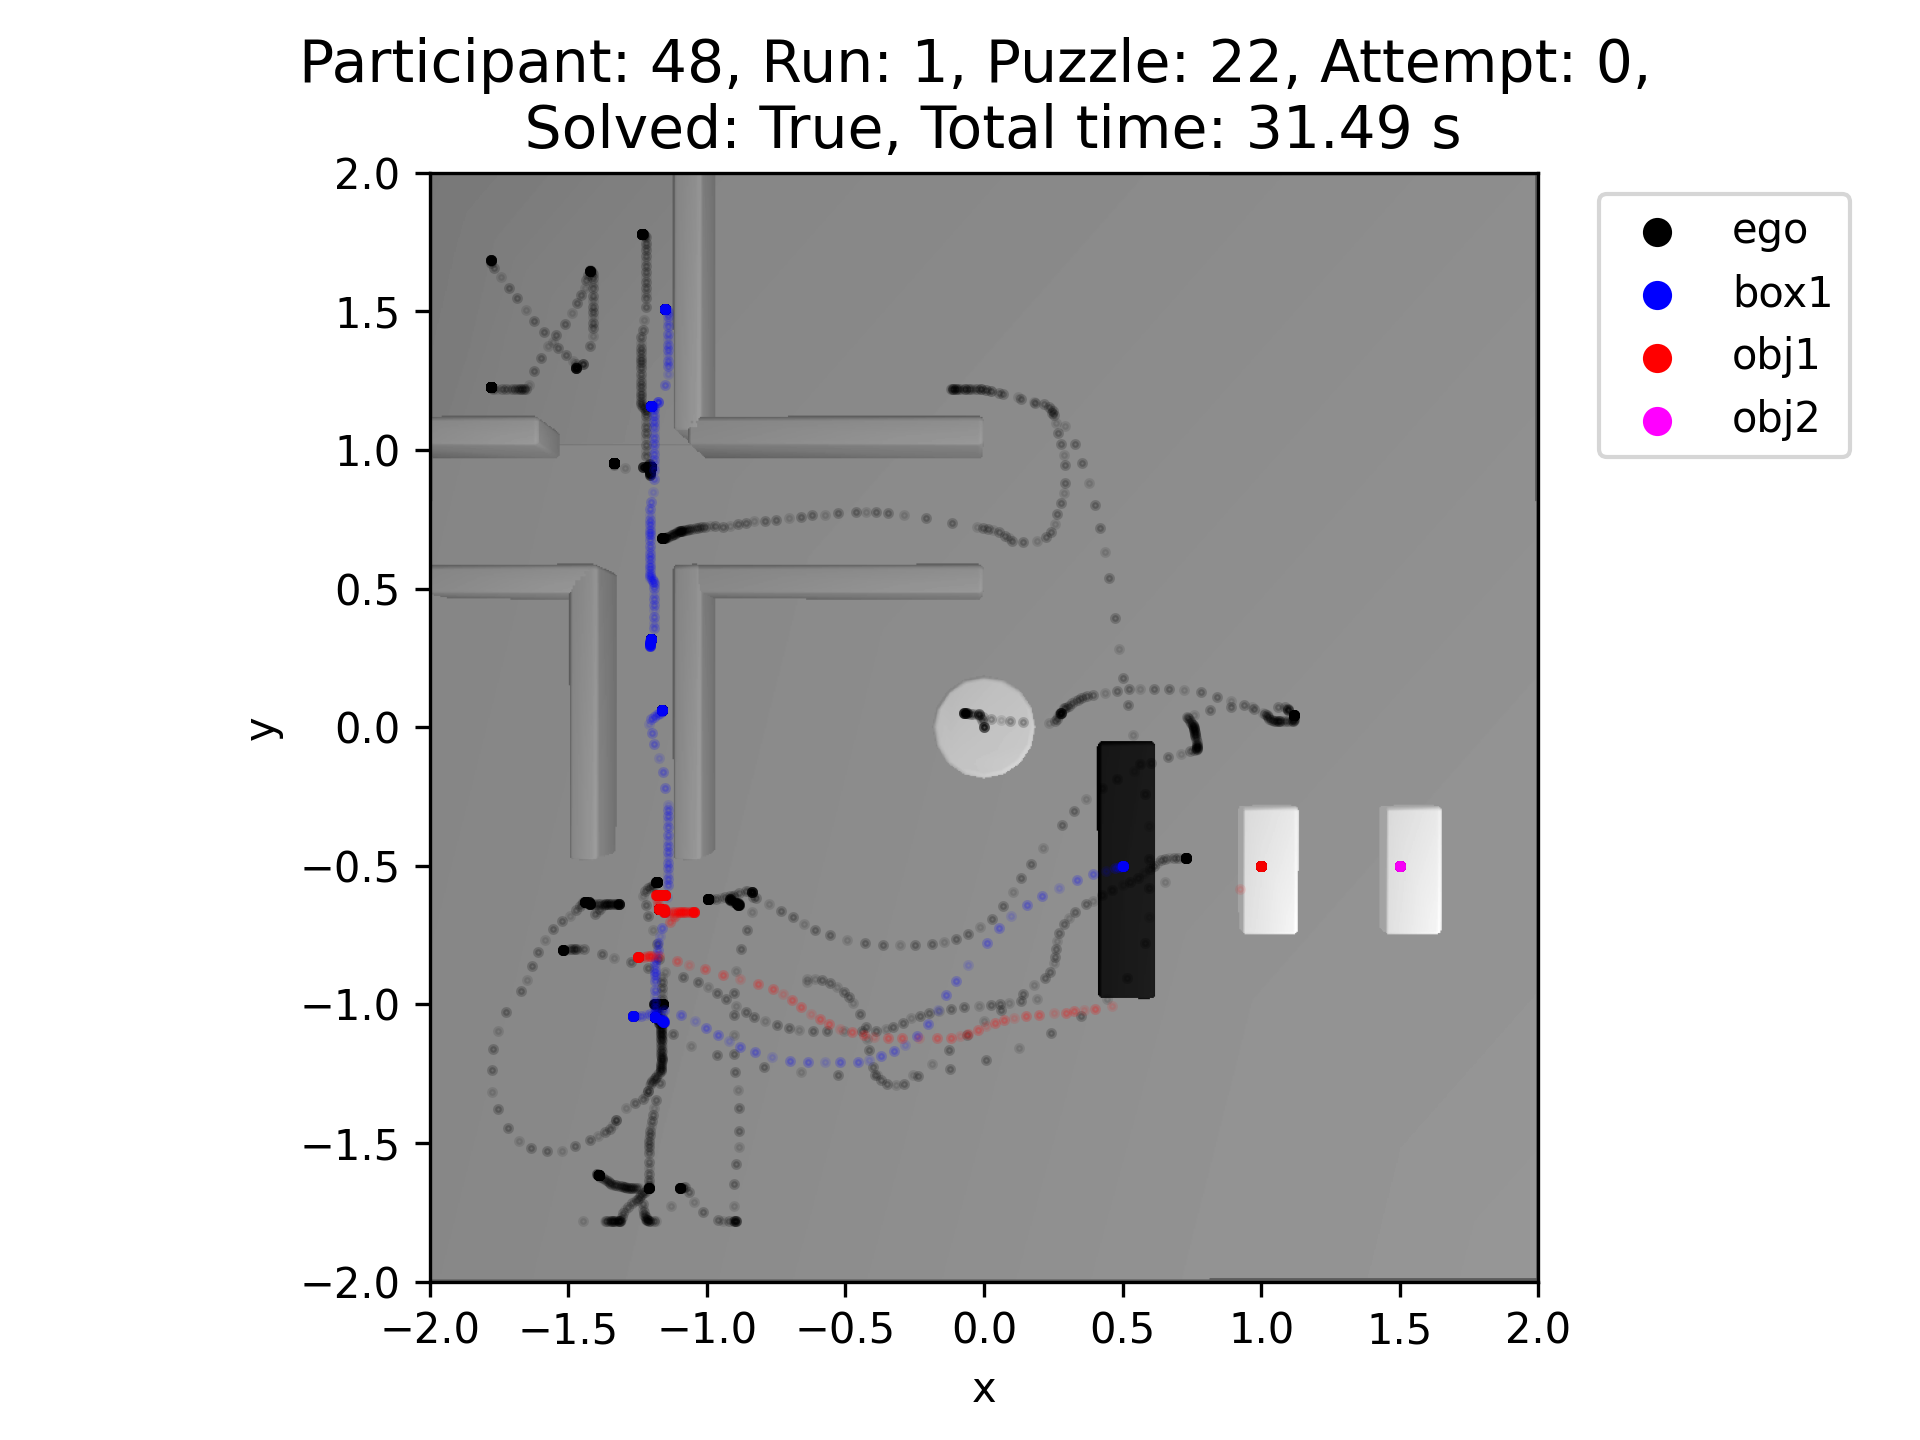 Participant: 48, Run: 1, Puzzle: 22, Attempt: 0,
Solved: True, Total time: 31.49 s
ego
box1
obj1
obj2
2.0
1.5
1.0
0.5
0.0
−0.5
−1.0
−1.5
−2.0
y
−2.0 −1.5 −1.0 −0.5 0.0 0.5 1.0 1.5 2.0
x